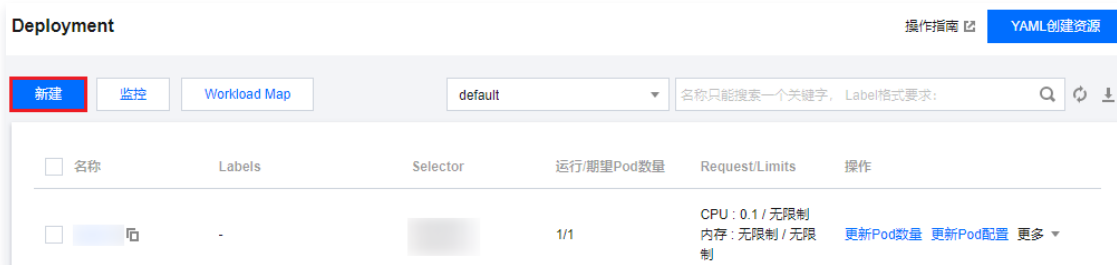 Deployment
操作指南 YAML创建资源
新建 监控 Workload Map default 名称只能搜索一个关键字， Label格式要求：
名称 Labels Selector 运行/期望Pod数量 Request/Limits 操作
CPU : 0.1 / 无限制
- 1/1 内存 : 无限制 / 无限 更新Pod数量 更新Pod配置 更多
制